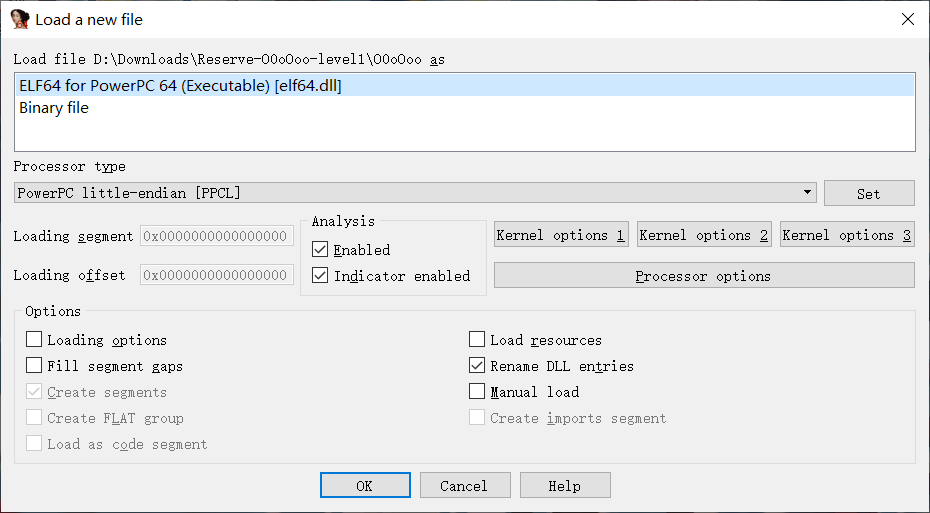 Load a new file
Load file D:\Downloads\Reserve-O0oOoo-level1\O0oOoo as
ELF64 for PowerPC 64 (Executable) [elf64.dll]
Binary file
Processor type
PowerPC little-endian [PPCL]
Set
Loading segment 0x0000000000000000
Loading offset 0x0000000000000000
Analysis
Enabled
Indicator enabled
Kernel options 1
Kernel options 2
Kernel options 3
Processor options
Options
Loading options
Fill segment gaps
Create segments
Create FLAT group
Load as code segment
Load resources
Rename DLL entries
Manual load
Create imports segment
OK
Cancel
Help